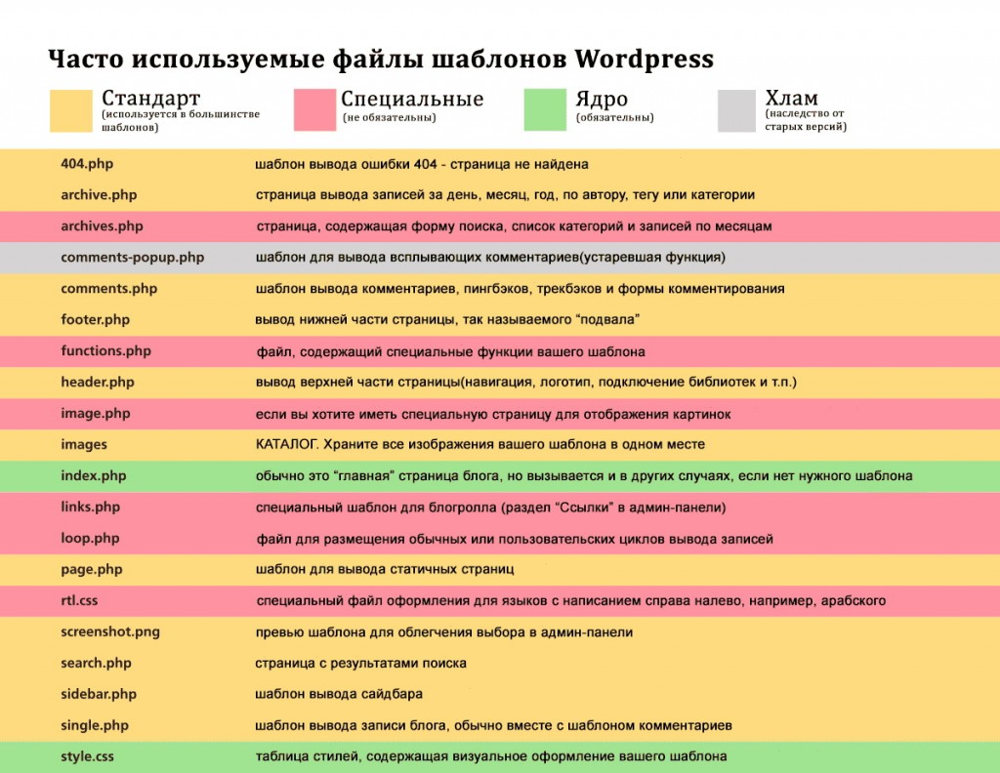 Часто используемые файлы шаблонов Wordpress
Стандарт
(используется в большинстве
шаблонов)
Специальные
(не обязательны)
Ядро
(обязательны)
Хлам
(наследство от
старых версий)
404.php шаблон вывода ошибки 404 - страница не найдена
archive.php страница вывода записей за день, месяц, год, по автору, тегу или категории
archives.php страница, содержащая форму поиска, список категорий и записей по месяцам
comments-popup.php шаблон для вывода всплывающих комментариев(устаревшая функция)
comments.php шаблон вывода комментариев, пингбэков, трекбэков и формы комментирования
footer.php вывод нижней части страницы, так называемого “подвала”
functions.php файл, содержащий специальные функции вашего шаблона
header.php вывод верхней части страницы(навигация, логотип, подключение библиотек и т.п.)
image.php если вы хотите иметь специальную страницу для отображения картинок
images КАТАЛОГ. Храните все изображения вашего шаблона в одном месте
index.php обычно это “главная” страница блога, но вызывается и в других случаях, если нет нужного шаблона
links.php специальный шаблон для блогролла (раздел “Ссылки” в админ-панели)
loop.php файл для размещения обычных или пользовательских циклов вывода записей
page.php шаблон для вывода статичных страниц
rtl.css специальный файл оформления для языков с написанием справа налево, например, арабского
screenshot.png превью шаблона для облегчения выбора в админ-панели
search.php страница с результатами поиска
sidebar.php шаблон вывода сайдбара
single.php шаблон вывода записи блога, обычно вместе с шаблоном комментариев
style.css таблица стилей, содержащая визуальное оформление вашего шаблона